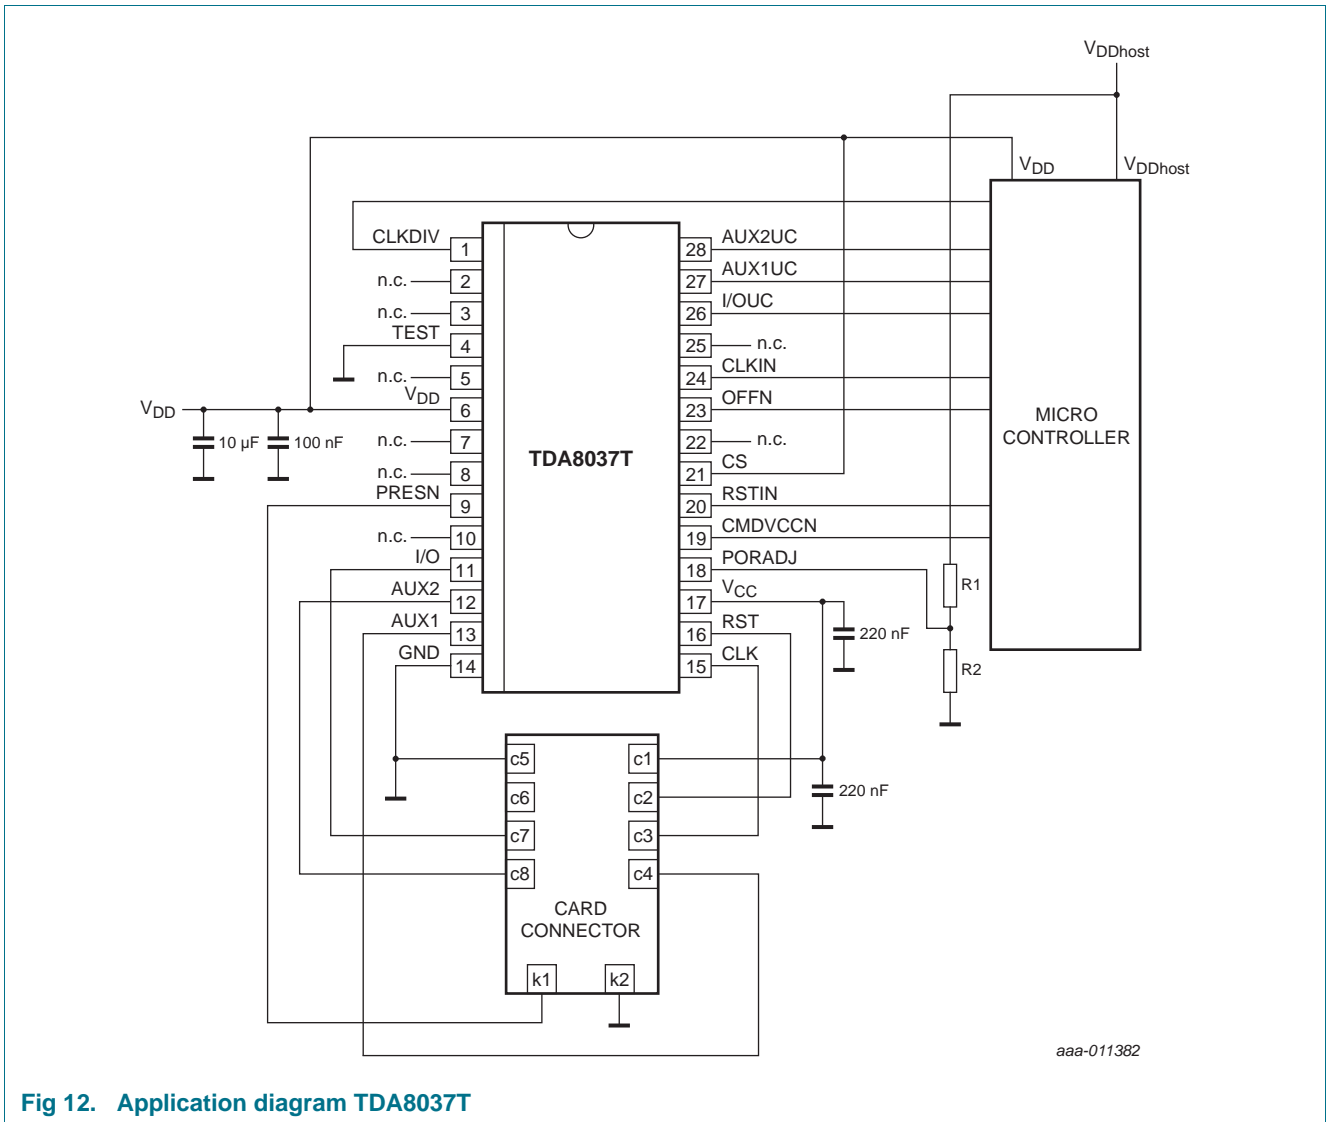 VDDhost
VDD
VDDhost
CLKDIV
1
28
AUX2UC
n.c.
2
27
AUX1UC
n.c.
3
26
I/OUC
TEST
4
25
n.c.
n.c.
5
24
CLKIN
VDD
VDD
6
23
OFFN
10 µF
100 nF
n.c.
7
22
n.c.
TDA8037T
MICRO
CONTROLLER
n.c.
8
21
CS
PRESN
9
20
RSTIN
n.c.
10
19
CMDVCCN
I/O
11
18
PORADJ
R1
AUX2
12
17
VCC
220 nF
AUX1
13
16
RST
GND
14
15
CLK
R2
c5
c1
c6
c2
220 nF
c7
c3
c8
c4
CARD
CONNECTOR
k1
k2
aaa-011382
Fig 12. Application diagram TDA8037T